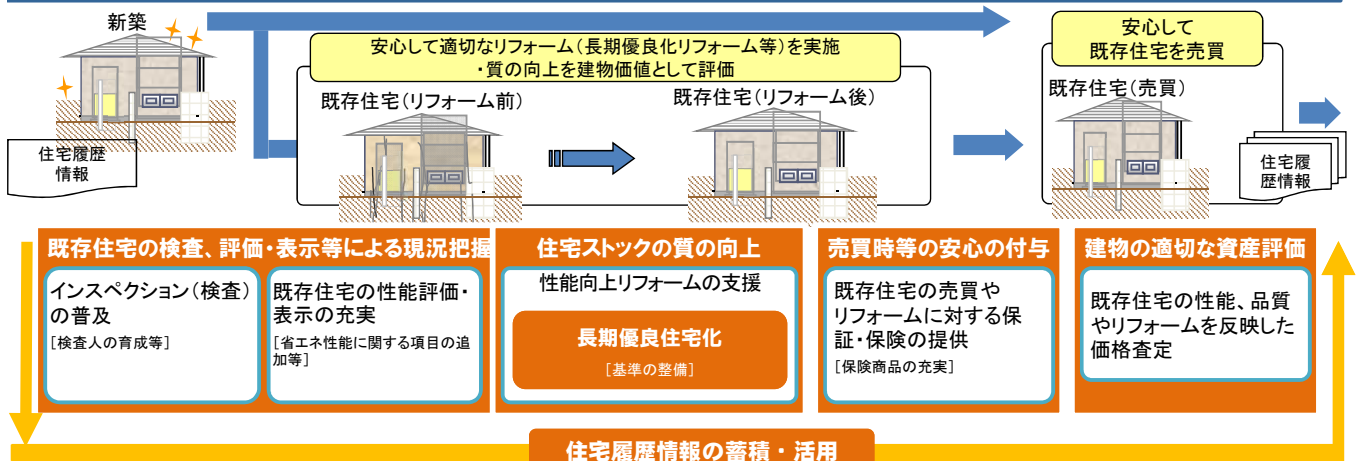 新築
安心して適切なリフォーム（長期優良化リフォーム等）を実施
・質の向上を建物価値として評価
安心して
既存住宅を売買
既存住宅（リフォーム前）
既存住宅（リフォーム後）
既存住宅（売買）
住宅履歴
情報
住宅履
歴情報
既存住宅の検査、評価・表示等による現況把握
インスペクション（検査）
の普及
［検査人の育成等］
既存住宅の性能評価・
表示の充実
［省エネ性能に関する項目の追
加等］
住宅ストックの質の向上
性能向上リフォームの支援
長期優良住宅化
［基準の整備］
売買時等の安心の付与
既存住宅の売買や
リフォームに対する保
証・保険の提供
［保険商品の充実］
建物の適切な資産評価
既存住宅の性能、品質
やリフォームを反映した
価格査定
住宅履歴情報の蓄積・活用